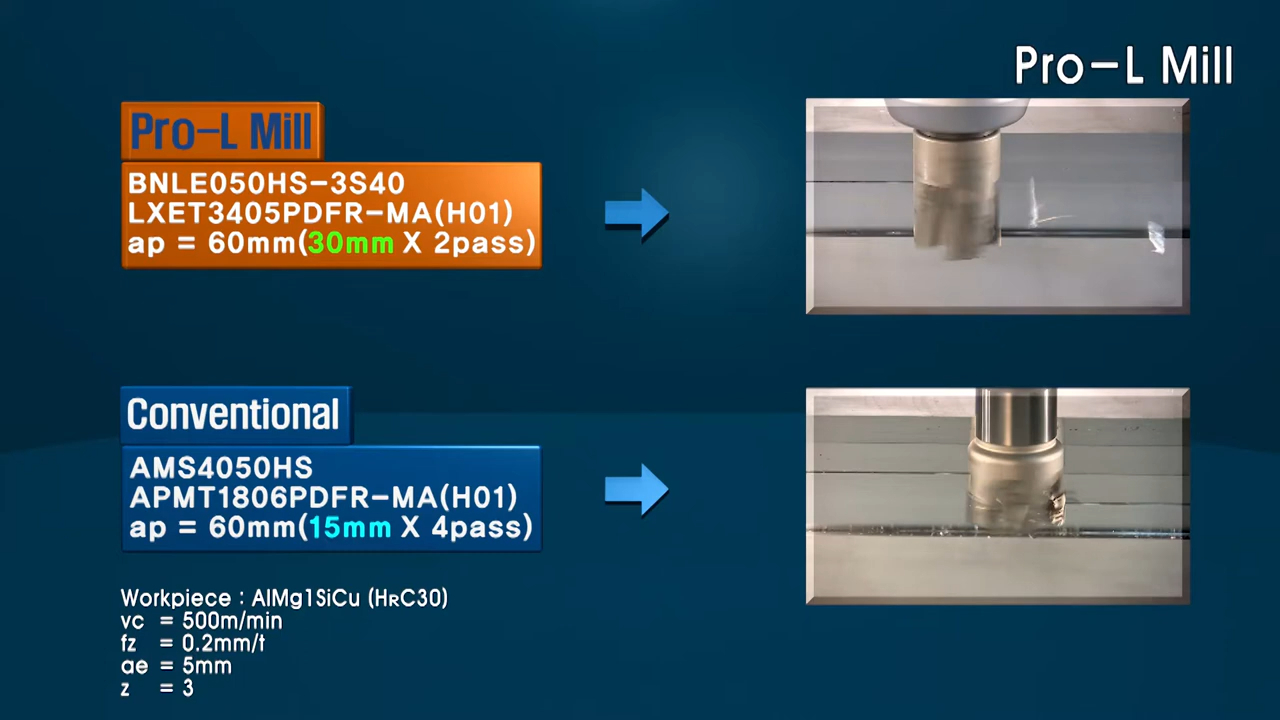 Pro-L Mill
Pro-L Mill
BNLE050HS-3S40
LXET3405PDFR-MA(H01)
ap = 60mm(30mm X 2pass)
Conventional
AMS4050HS
APMT1806PDFR-MA(H01)
ap = 60mm(15mm X 4pass)
Workpiece : AlMg1SiCu (HRC30)
vc = 500m/min
fz = 0.2mm/t
ae = 5mm
z = 3